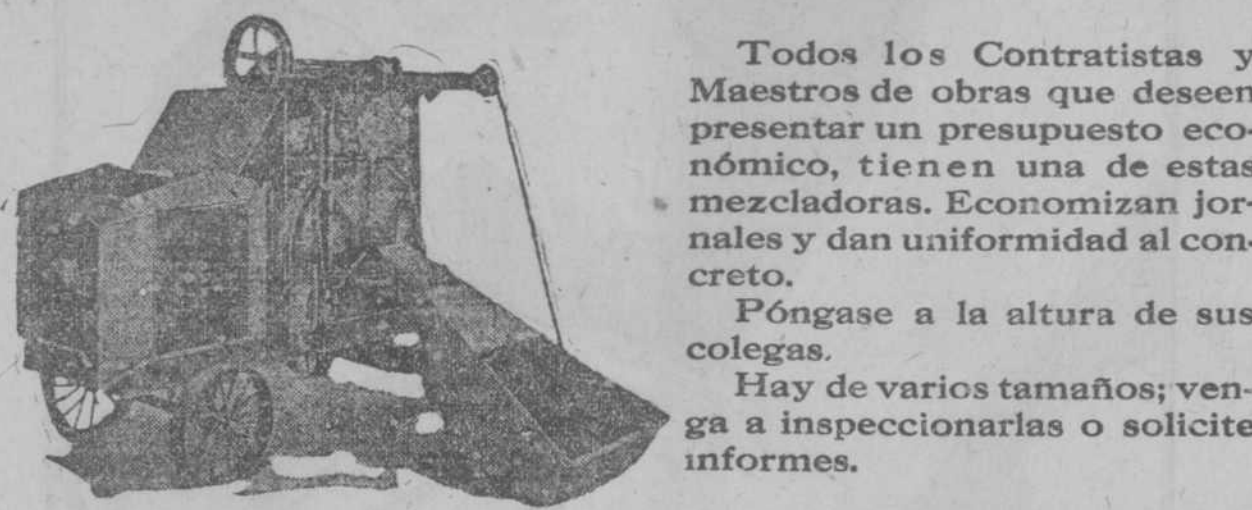 Todos los Contratistas y
Maestros de obras que deseen
presentar un presupuesto eco-
nómico, tienen una de estas
mezcladoras. Economizan jor-
nales y dan uniformidad al con-
creto.
Póngase a la altura de sus
colegas.
Hay de varios tamaños; ven-
ga a inspeccionarlas o solicite
informes.